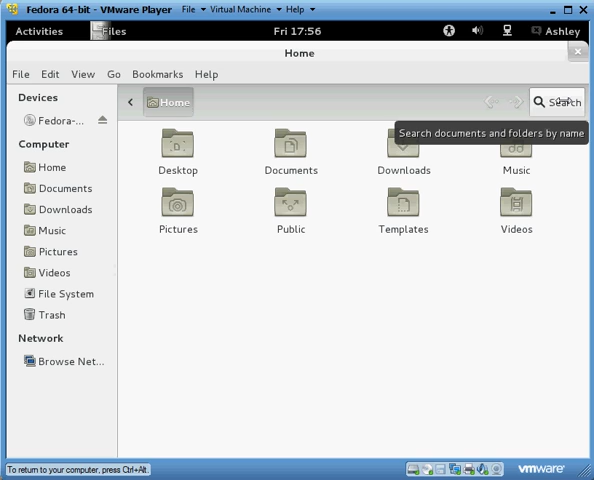 Fedora 64-bit - VMware Player File Virtual Machine Help
Activities Files Fri 17:56 Ashley
Home
File Edit View Go Bookmarks Help
Devices
Home
Search
Fedora-...
Search documents and folders by name
Computer
Home
Documents
Downloads
Music
Pictures
Videos
File System
Trash
Network
Browse Net...
Desktop Documents Downloads Music
Pictures Public Templates Videos
To return to your computer, press Ctrl+Alt.
vmware